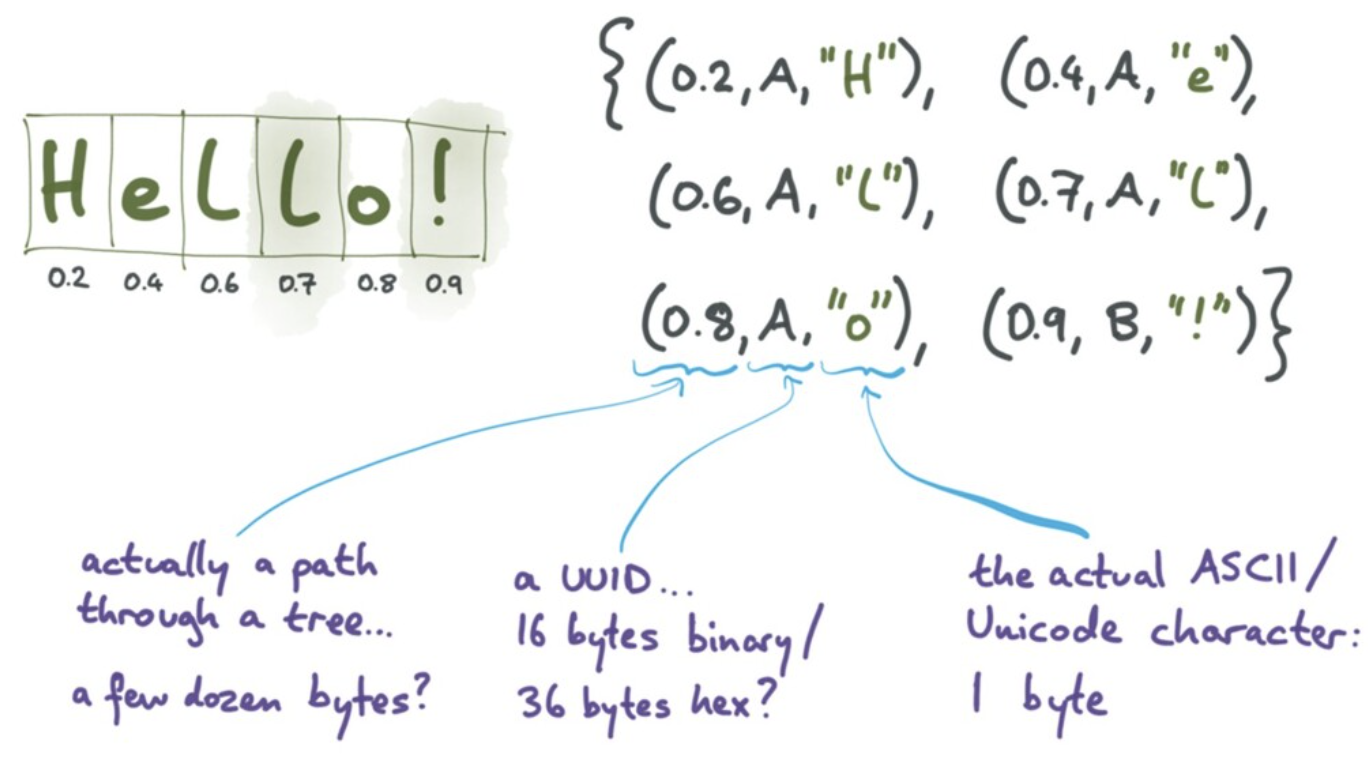 Hello!
0.2 0.4 0.6 0.7 0.8 0.9
{(0.2, A, "H"), (0.4, A, "e"),
(0.6, A, "l"), (0.7, A, "l"),
(0.8, A, "o"), (0.9, B, "!")}
actually a path
through a tree...
a few dozen bytes?
a UUID...
16 bytes binary/
36 bytes hex?
the actual ASCII/
Unicode character:
1 byte